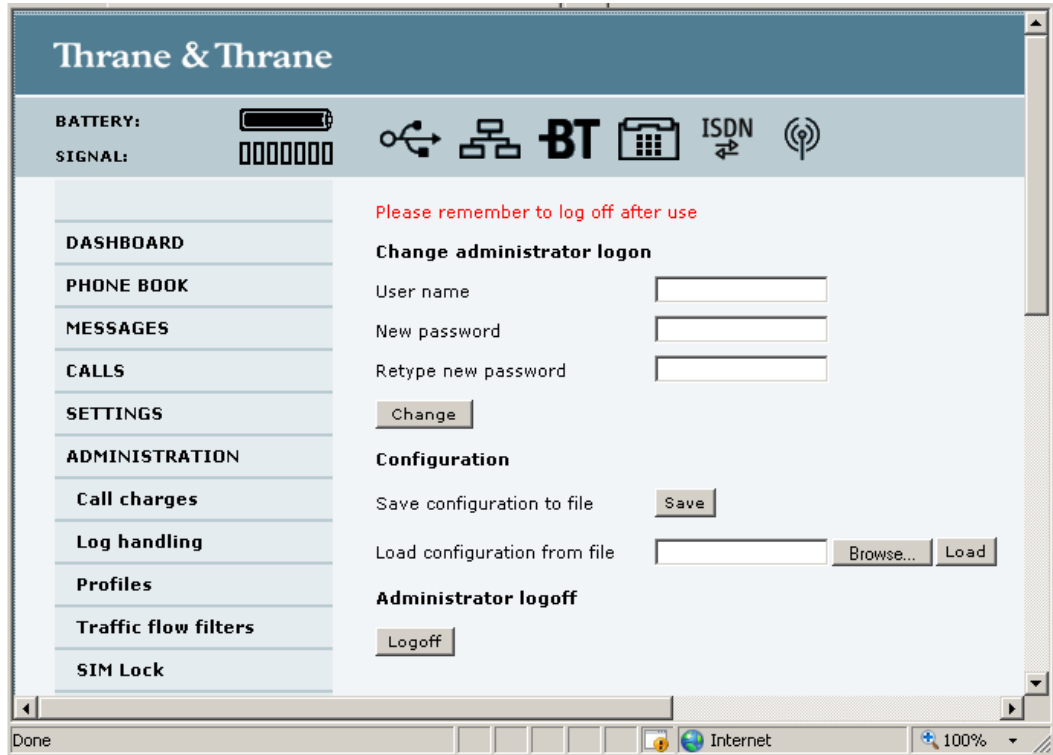 Thrane & Thrane
BATTERY:
SIGNAL:
BT
ISDN
DASHBOARD
PHONE BOOK
MESSAGES
CALLS
SETTINGS
ADMINISTRATION
Call charges
Log handling
Profiles
Traffic flow filters
SIM Lock
Please remember to log off after use
Change administrator logon
User name
New password
Retype new password
Change
Configuration
Save configuration to file Save
Load configuration from file Browse... Load
Administrator logoff
Logoff
Done Internet 100%